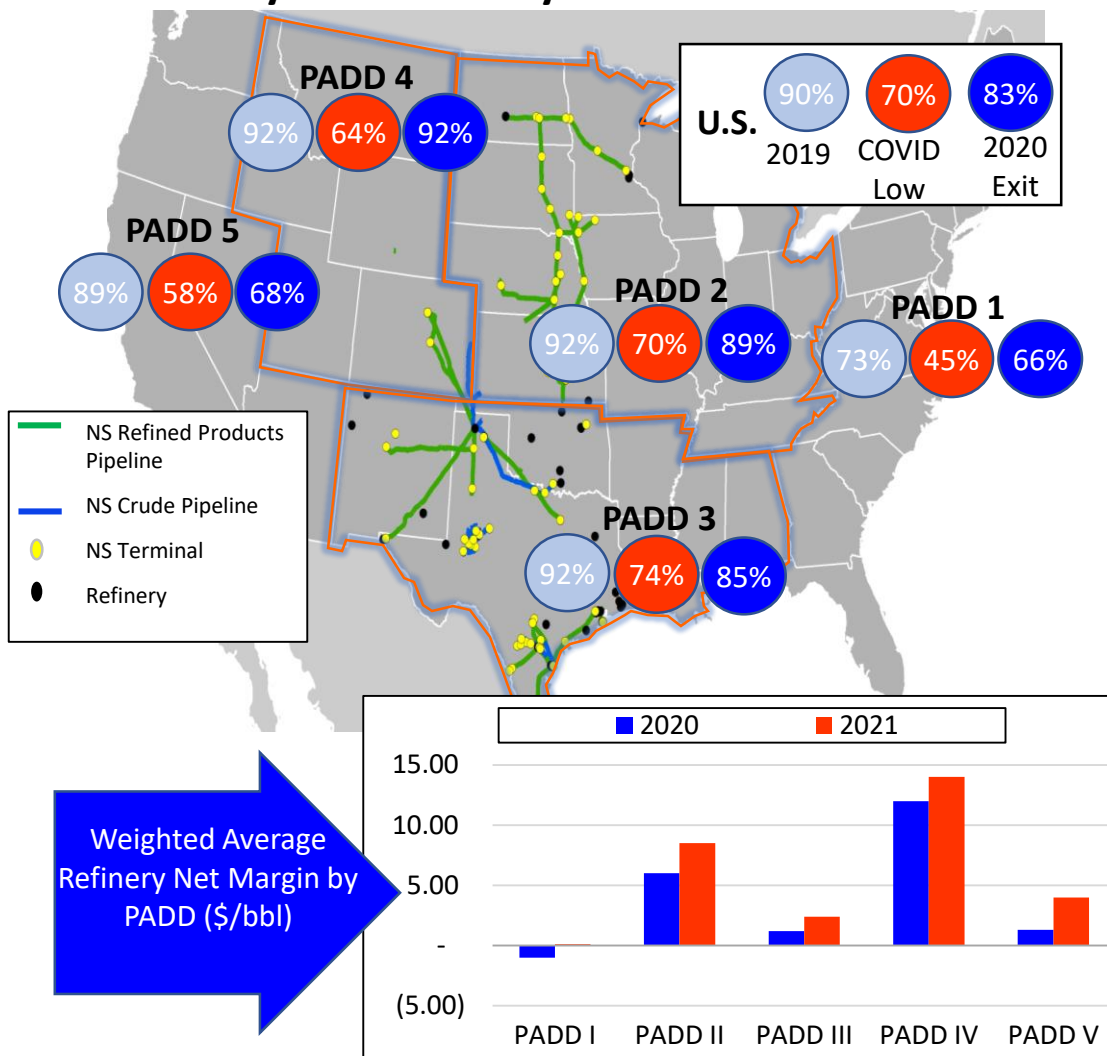 PADD 4
92% 64% 92%
U.S. 90% 70% 83%
2019 COVID Low 2020 Exit
PADD 5
89% 58% 68%
PADD 2
92% 70% 89%
PADD 1
73% 45% 66%
NS Refined Products
Pipeline
NS Crude Pipeline
NS Terminal
Refinery
PADD 3
92% 74% 85%
Weighted Average
Refinery Net Margin by
PADD ($/bbl)
2020 2021
15.00
10.00
5.00
-
(5.00)
PADD I PADD II PADD III PADD IV PADD V